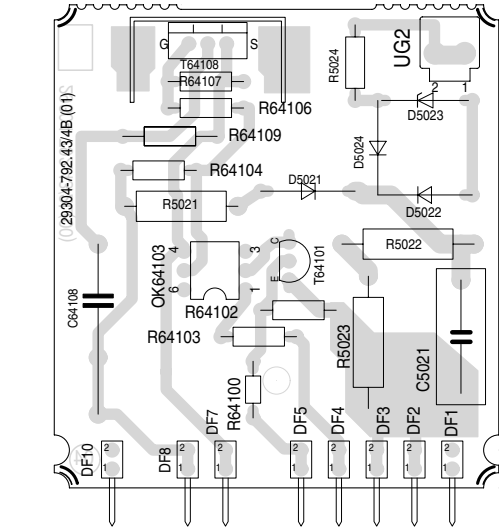 G
S
T64108
R64107
R64106
R64109
R64104
R5021
R5024
UG2
2
1
D5023
D5024
D5021
D5022
29304-792.43/4B (01)
OK64103
4
3
6
1
C
E
T64101
R5022
C64108
R64102
R64103
R5023
C5021
R64100
DF10
2
1
DF8
2
1
DF7
2
1
DF5
2
1
DF4
2
1
DF3
2
1
DF2
2
1
DF1
2
1